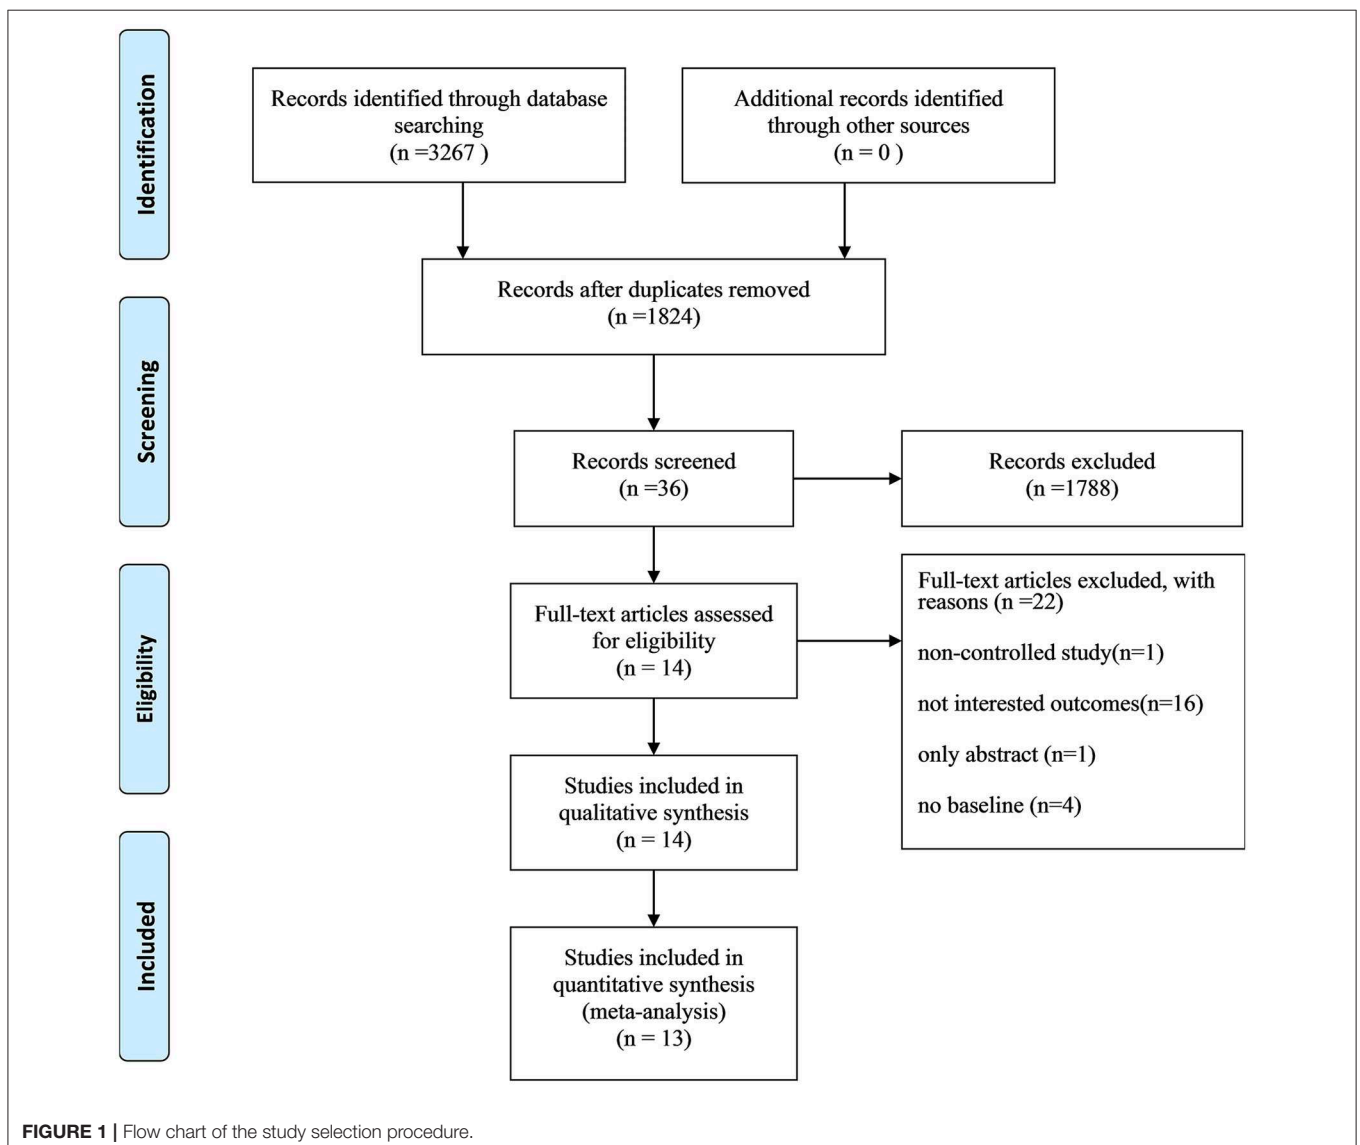 Identification
Records identified through database
searching
(n =3267 )
Additional records identified
through other sources
(n = 0 )
Records after duplicates removed
(n =1824)
Screening
Records screened
(n =36)
Records excluded
(n =1788)
Eligibility
Full-text articles assessed
for eligibility
(n = 14)
Full-text articles excluded, with
reasons (n =22)
non-controlled study(n=1)
not interested outcomes(n=16)
only abstract (n=1)
no baseline (n=4)
Studies included in
qualitative synthesis
(n = 14)
Included
Studies included in
quantitative synthesis
(meta-analysis)
(n = 13)
FIGURE 1 | Flow chart of the study selection procedure.